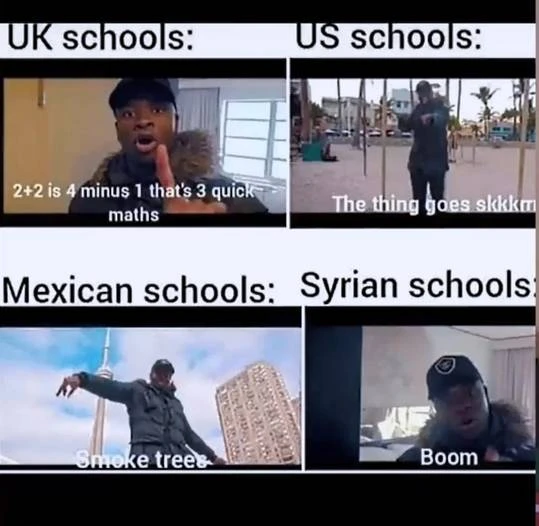 UK schools:
US schools:
2+2 is 4 minus 1 that's 3 quick
maths
The thing goes skkkrr
Mexican schools:
Syrian schools:
Smoke trees
Boom